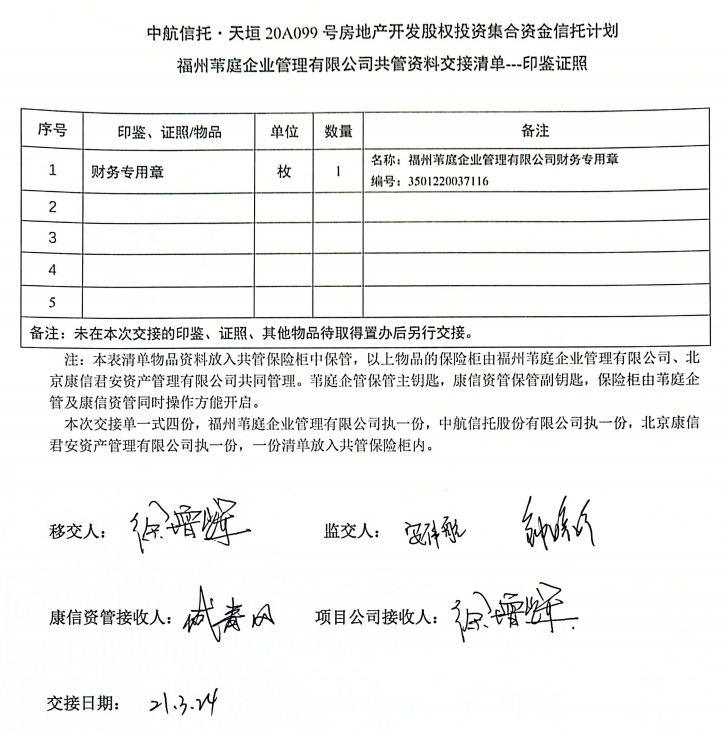 中航信托·天垣 20A099 号房地产开发股权投资集合资金信托计划
福州苇庭企业管理有限公司共管资料交接清单---印鉴证照
序号 印鉴、证照/物品 单位 数量 备注
1 财务专用章 枚 1 名称：福州苇庭企业管理有限公司财务专用章
编号：3501220037116
2
3
4
5
备注：未在本次交接的印鉴、证照、其他物品待取得置办后另行交接。
注：本表清单物品资料放入共管保险柜中保管，以上物品的保险柜由福州苇庭企业管理有限公司、北
京康信君安资产管理有限公司共同管理。苇庭企管保管主钥匙，康信资管保管副钥匙，保险柜由苇庭企
管及康信资管同时操作方能开启。
本次交接单一式四份，福州苇庭企业管理有限公司执一份，中航信托股份有限公司执一份，北京康信
君安资产管理有限公司执一份，一份清单放入共管保险柜内。
移交人： 徐增辉 监交人：
康信资管接收人： 项目公司接收人： 徐增辉
交接日期： 21.3.24